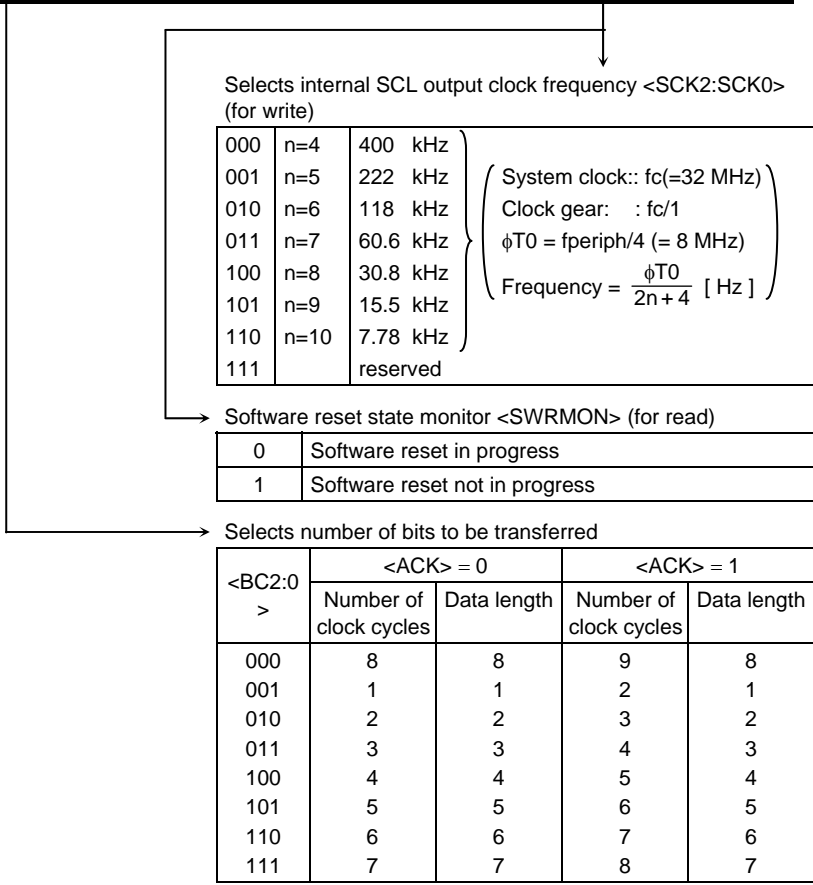 Selects internal SCL output clock frequency <SCK2:SCK0>
(for write)
000 n=4 400 kHz
001 n=5 222 kHz
010 n=6 118 kHz
011 n=7 60.6 kHz
100 n=8 30.8 kHz
101 n=9 15.5 kHz
110 n=10 7.78 kHz
111 reserved
System clock:: fc(=32 MHz)
Clock gear: : fc/1
ϕT0 = fperiph/4 (= 8 MHz)
Frequency = ϕT0 / 2n + 4 [ Hz ]
Software reset state monitor <SWRMON> (for read)
0 Software reset in progress
1 Software reset not in progress
Selects number of bits to be transferred
<BC2:0
>
<ACK> = 0 <ACK> = 1
Number of clock cycles Data length Number of clock cycles Data length
000 8 8 9 8
001 1 1 2 1
010 2 2 3 2
011 3 3 4 3
100 4 4 5 4
101 5 5 6 5
110 6 6 7 6
111 7 7 8 7